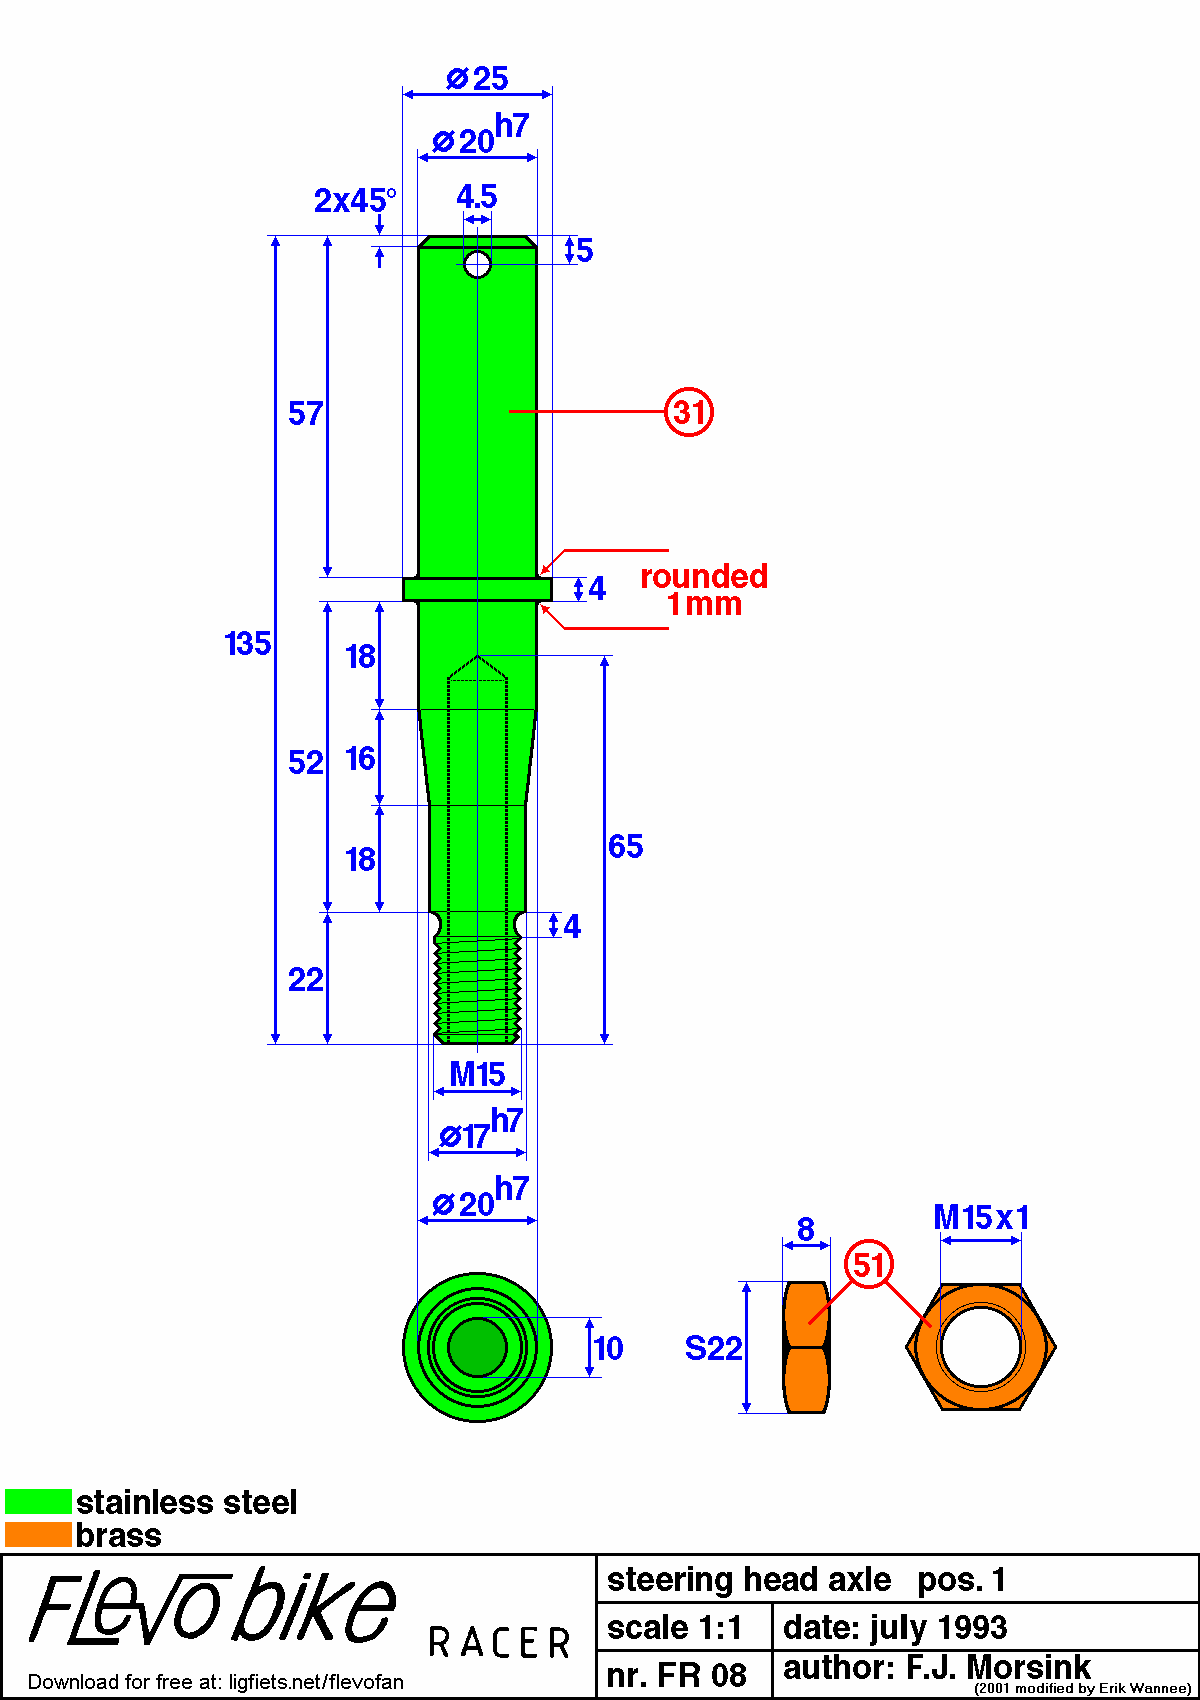 ⌀25
⌀20 h7
2x45°
4.5
5
57
31
4
rounded
1mm
135
18
52
16
65
18
4
22
M15
⌀17 h7
⌀20 h7
10
8
M15x1
51
S22
stainless steel
brass
Flevobike RACER
Download for free at: ligfiets.net/flevofan
steering head axle pos. 1
scale 1:1
date: july 1993
nr. FR 08
author: F.J. Morsink
(2001 modified by Erik Wannee)